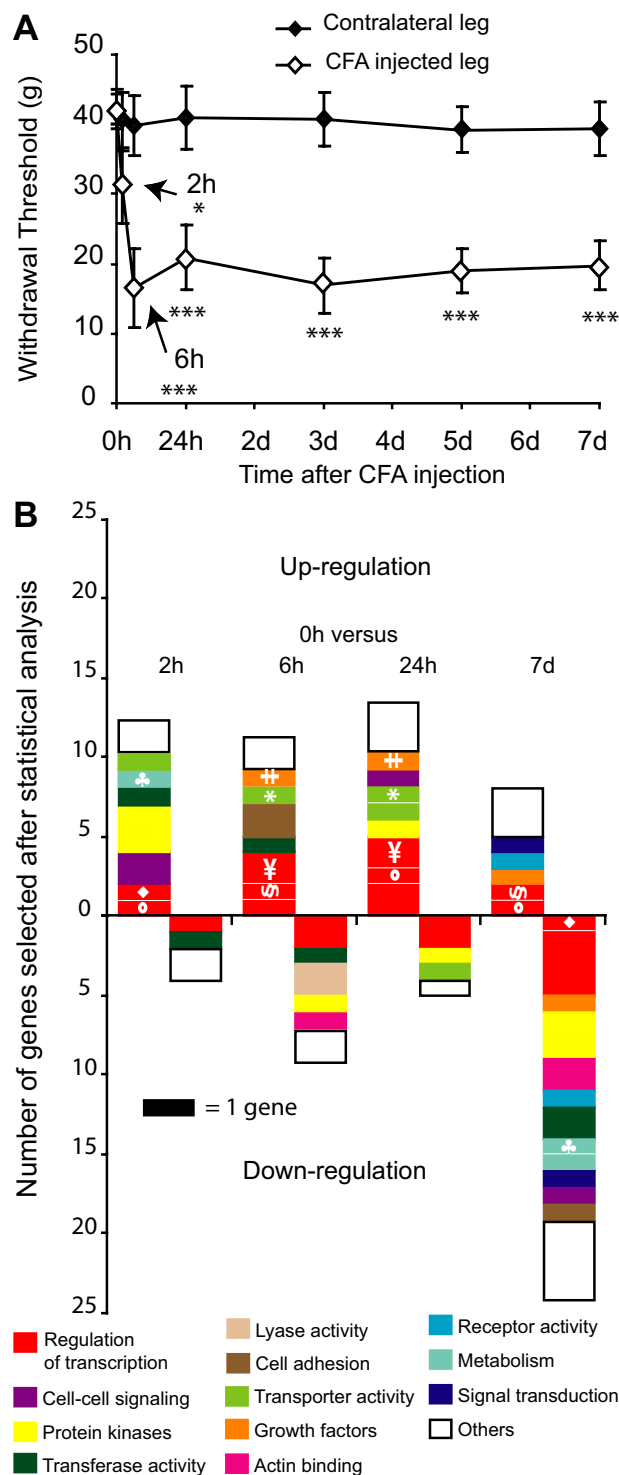 A
Contralateral leg
CFA injected leg
Withdrawal Threshold (g)
50
40
30
20
10
0
2h
*
6h
***
***
***
***
***
0h 24h 2d 3d 4d 5d 6d 7d
Time after CFA injection
B
Number of genes selected after statistical analysis
25
20
15
10
5
0
5
10
15
20
25
Up-regulation
0h versus
2h 6h 24h 7d
ǂ
ǂ
*
*
¥
¥
§
§
= 1 gene
Down-regulation
Regulation
of transcription
Cell-cell signaling
Protein kinases
Transferase activity
Lyase activity
Cell adhesion
Transporter activity
Growth factors
Actin binding
Receptor activity
Metabolism
Signal transduction
Others